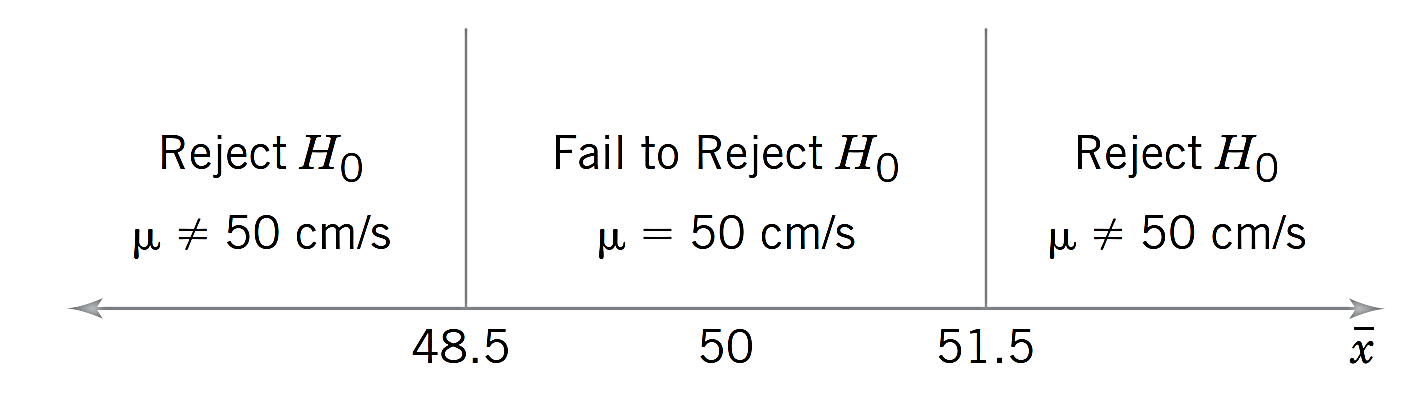 Reject H₀ Fail to Reject H₀ Reject H₀
μ ≠ 50 cm/s μ = 50 cm/s μ ≠ 50 cm/s
48.5 50 51.5 x̄